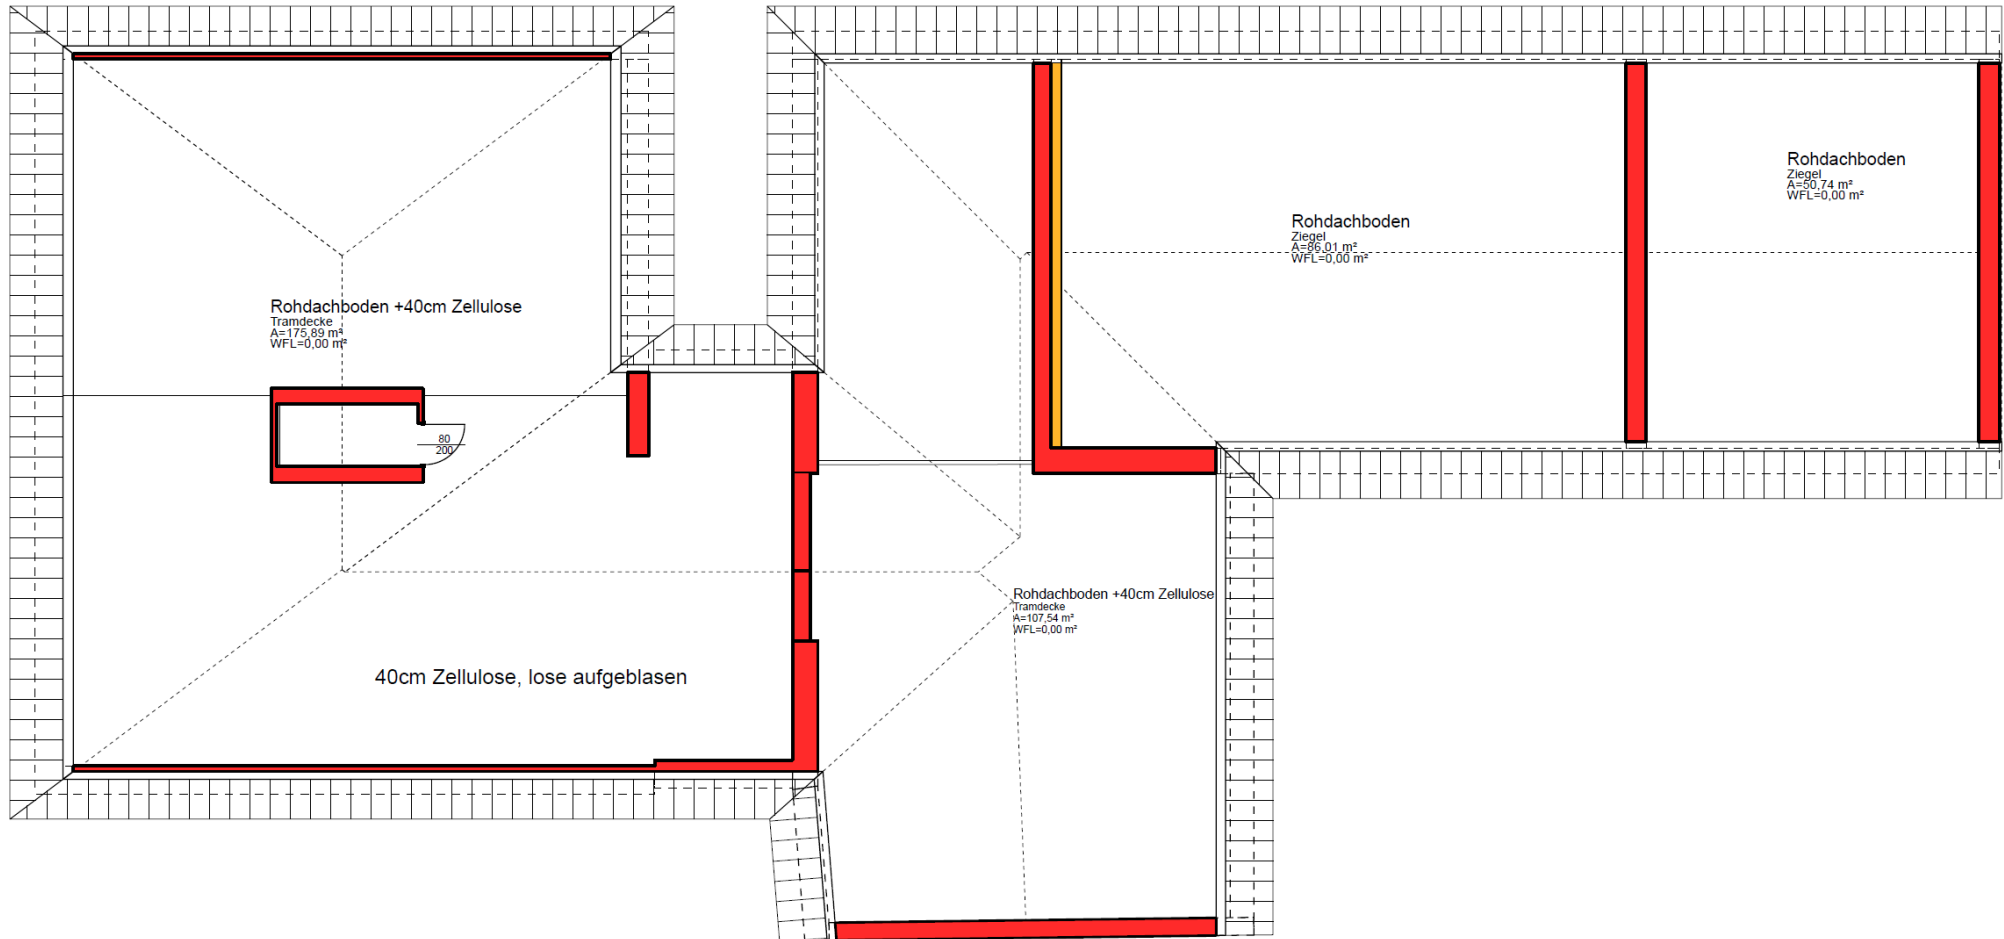 Rohdachboden
Ziegel
A=50,74 m²
WFL=0,00 m²
Rohdachboden
Ziegel
A=86,01 m²
WFL=0,00 m²
Rohdachboden +40cm Zellulose
Tramdecke
A=175,89 m²
WFL=0,00 m²
80
200
Rohdachboden +40cm Zellulose
Tramdecke
A=107,54 m²
WFL=0,00 m²
40cm Zellulose, lose aufgeblasen